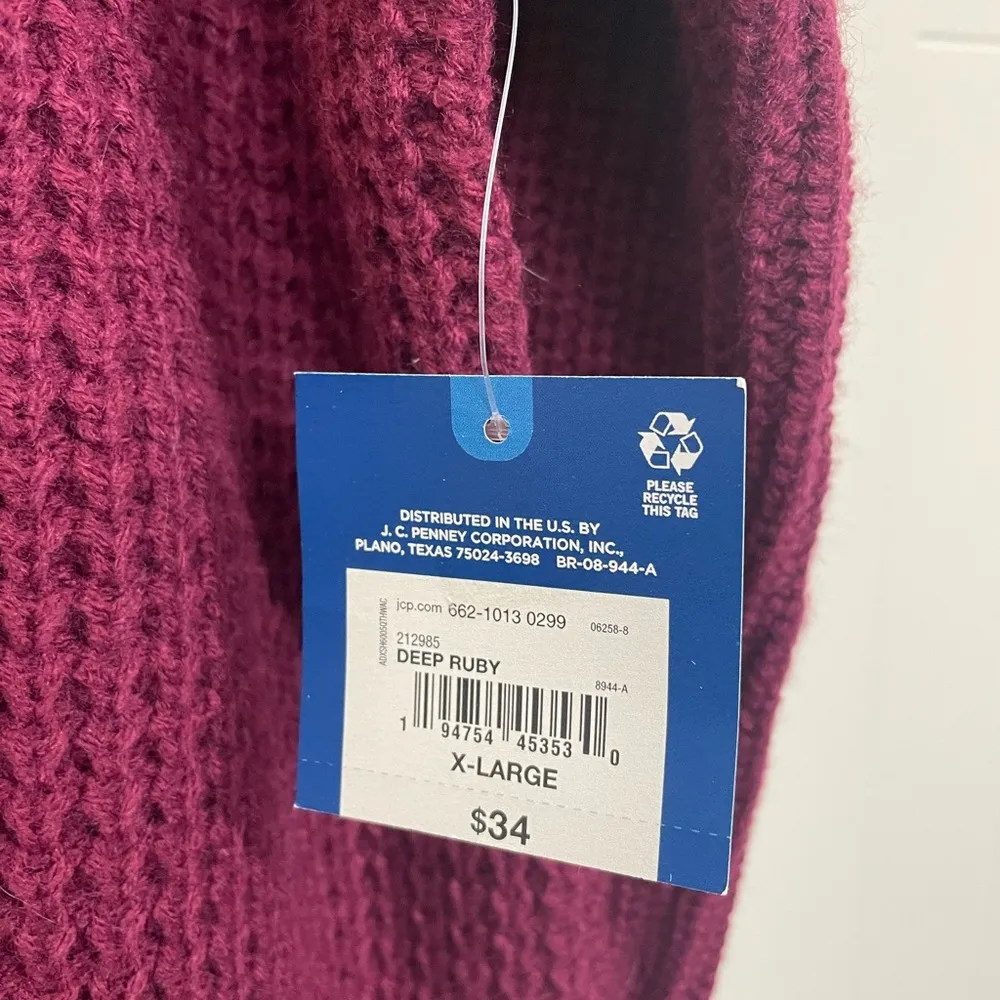 PLEASE
RECYCLE
THIS TAG
DISTRIBUTED IN THE U.S. BY
J. C. PENNEY CORPORATION, INC.,
PLANO, TEXAS 75024-3698 BR-08-944-A
jcp.com 662-1013 0299 06258-8
212985
DEEP RUBY
8944-A
1 94754 45353 0
X-LARGE
$34